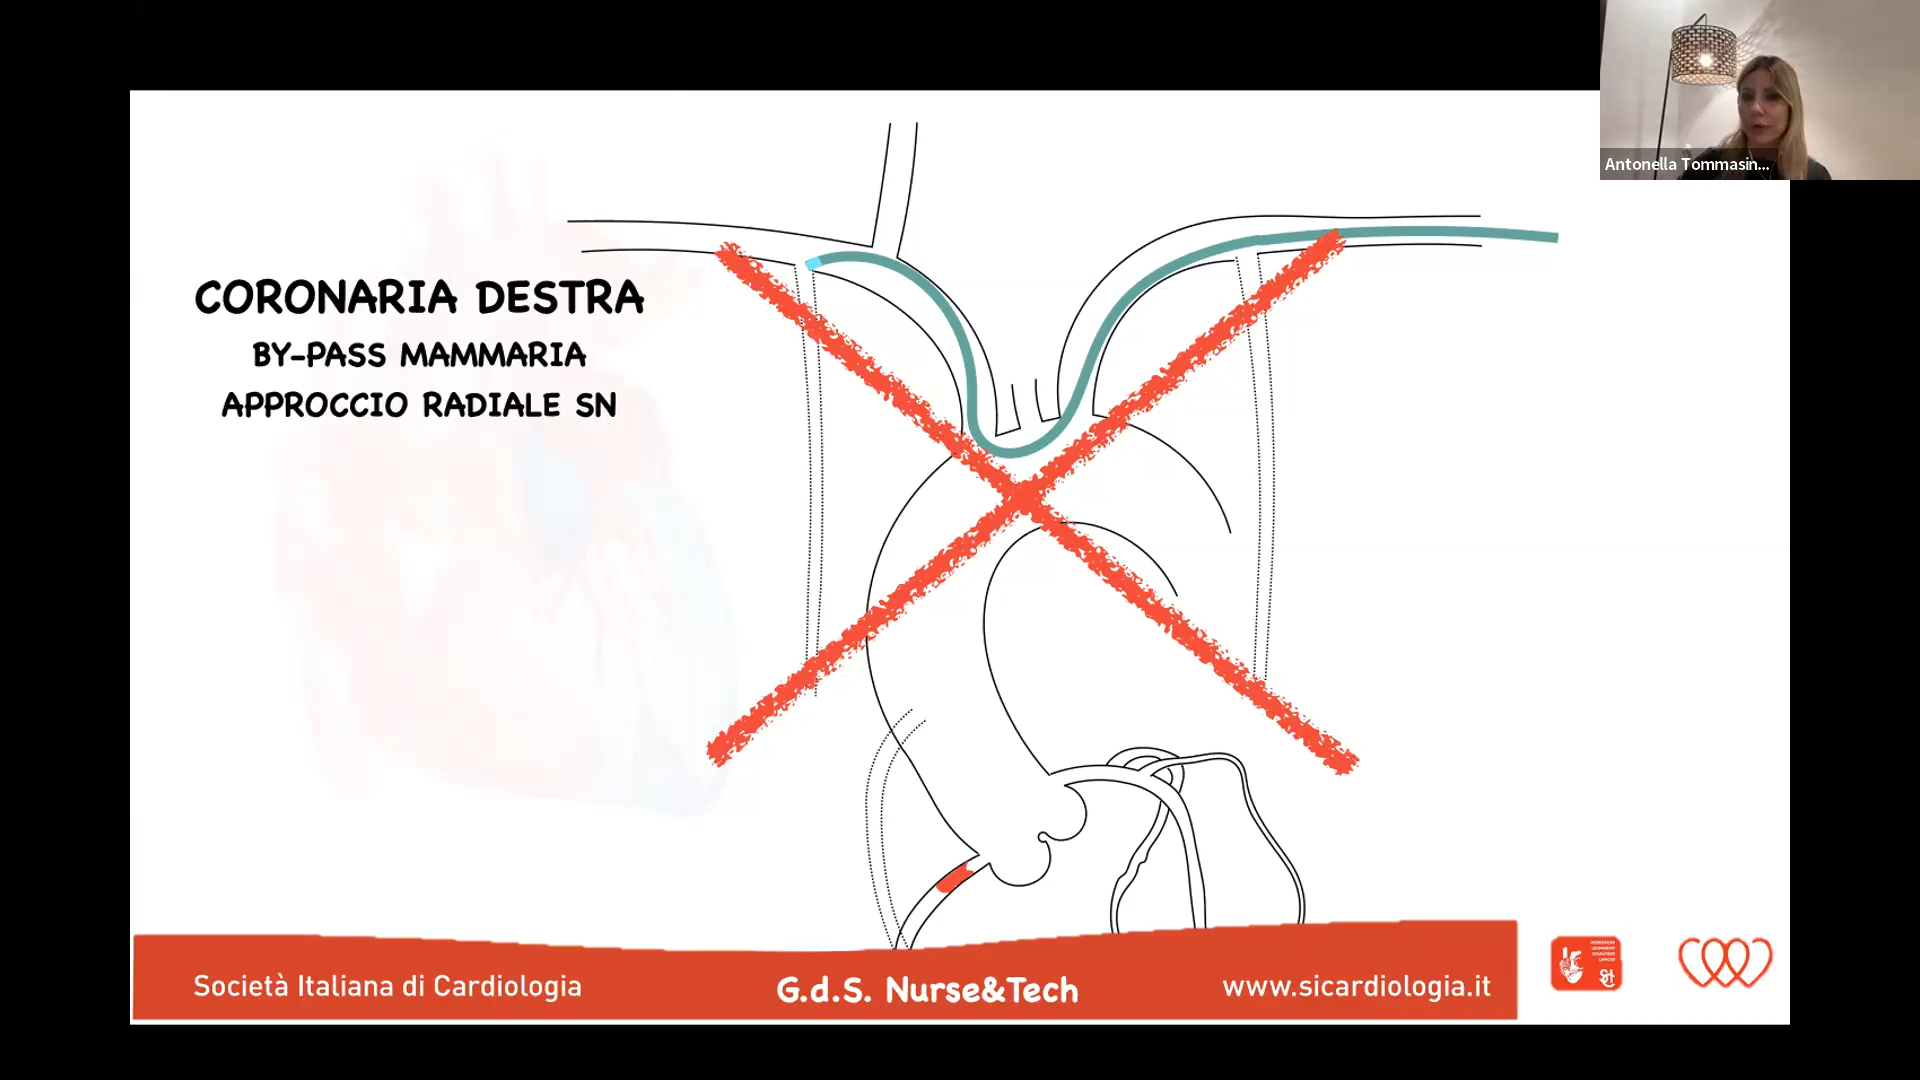 Antonella Tommasin...
CORONARIA DESTRA
BY-PASS MAMMARIA
APPROCCIO RADIALE SN
Società Italiana di Cardiologia
G.d.S. Nurse&Tech
www.sicardiologia.it